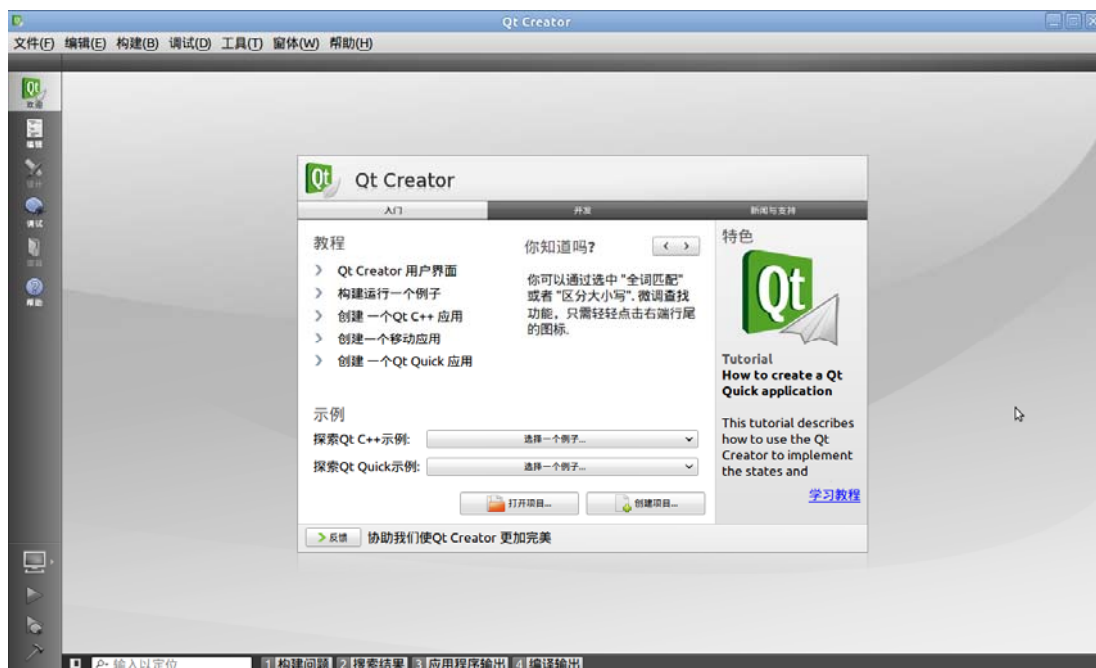 Qt Creator
文件(F) 编辑(E) 构建(B) 调试(D) 工具(T) 窗体(W) 帮助(H)
Qt
欢迎
编辑
设计
调试
项目
帮助
Qt Qt Creator
入门 开发 新闻与支持
教程
Qt Creator 用户界面
构建运行一个例子
创建 一个Qt C++ 应用
创建一个移动应用
创建 一个Qt Quick 应用
你知道吗?
你可以通过选中 "全词匹配"
或者 "区分大小写". 微调查找
功能，只需轻轻点击右端行尾
的图标.
特色
Qt
Tutorial
How to create a Qt
Quick application
This tutorial describes
how to use the Qt
Creator to implement
the states and
学习教程
示例
探索Qt C++示例: 选择一个例子...
探索Qt Quick示例: 选择一个例子...
打开项目... 创建项目...
反馈 协助我们使Qt Creator 更加完美
输入以定位 1 构建问题 2 搜索结果 3 应用程序输出 4 编译输出